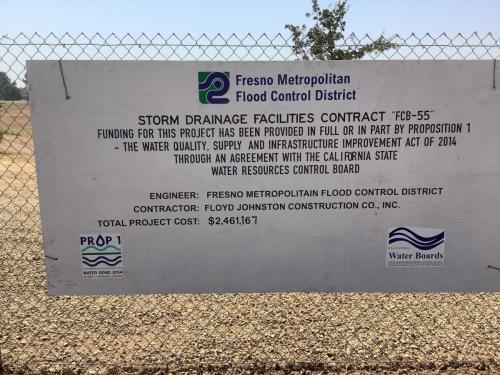 Fresno Metropolitan
Flood Control District
STORM DRAINAGE FACILITIES CONTRACT "FCB-55"
FUNDING FOR THIS PROJECT HAS BEEN PROVIDED IN FULL OR IN PART BY PROPOSITION 1
- THE WATER QUALITY, SUPPLY AND INFRASTRUCTURE IMPROVEMENT ACT OF 2014
THROUGH AN AGREEMENT WITH THE CALIFORNIA STATE
WATER RESOURCES CONTROL BOARD
ENGINEER: FRESNO METROPOLITAIN FLOOD CONTROL DISTRICT
CONTRACTOR: FLOYD JOHNSTON CONSTRUCTION CO., INC.
TOTAL PROJECT COST: $2,461,167
PROP 1
WATER BOND 2014
CALIFORNIA
Water Boards